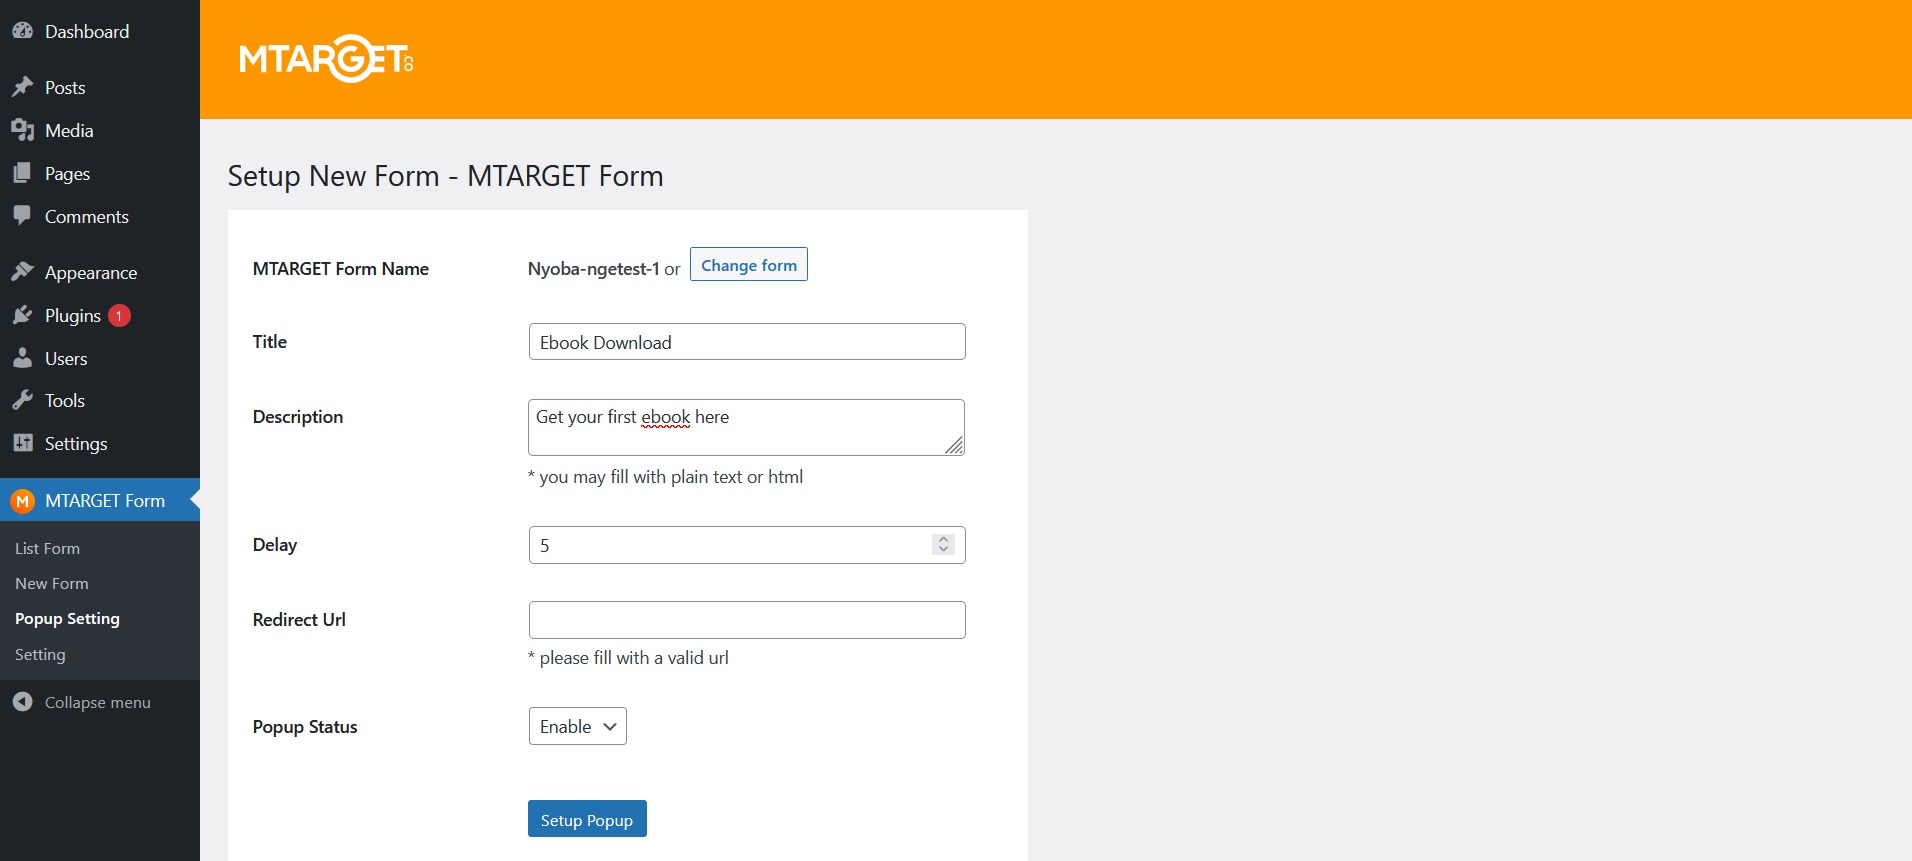 Dashboard
Posts
Media
Pages
Comments
Appearance
Plugins 1
Users
Tools
Settings
M MTARGET Form
List Form
New Form
Popup Setting
Setting
Collapse menu
MTARGET.CO
Setup New Form - MTARGET Form
MTARGET Form Name Nyoba-ngetest-1 or Change form
Title Ebook Download
Description Get your first ebook here
* you may fill with plain text or html
Delay 5
Redirect Url
* please fill with a valid url
Popup Status Enable
Setup Popup